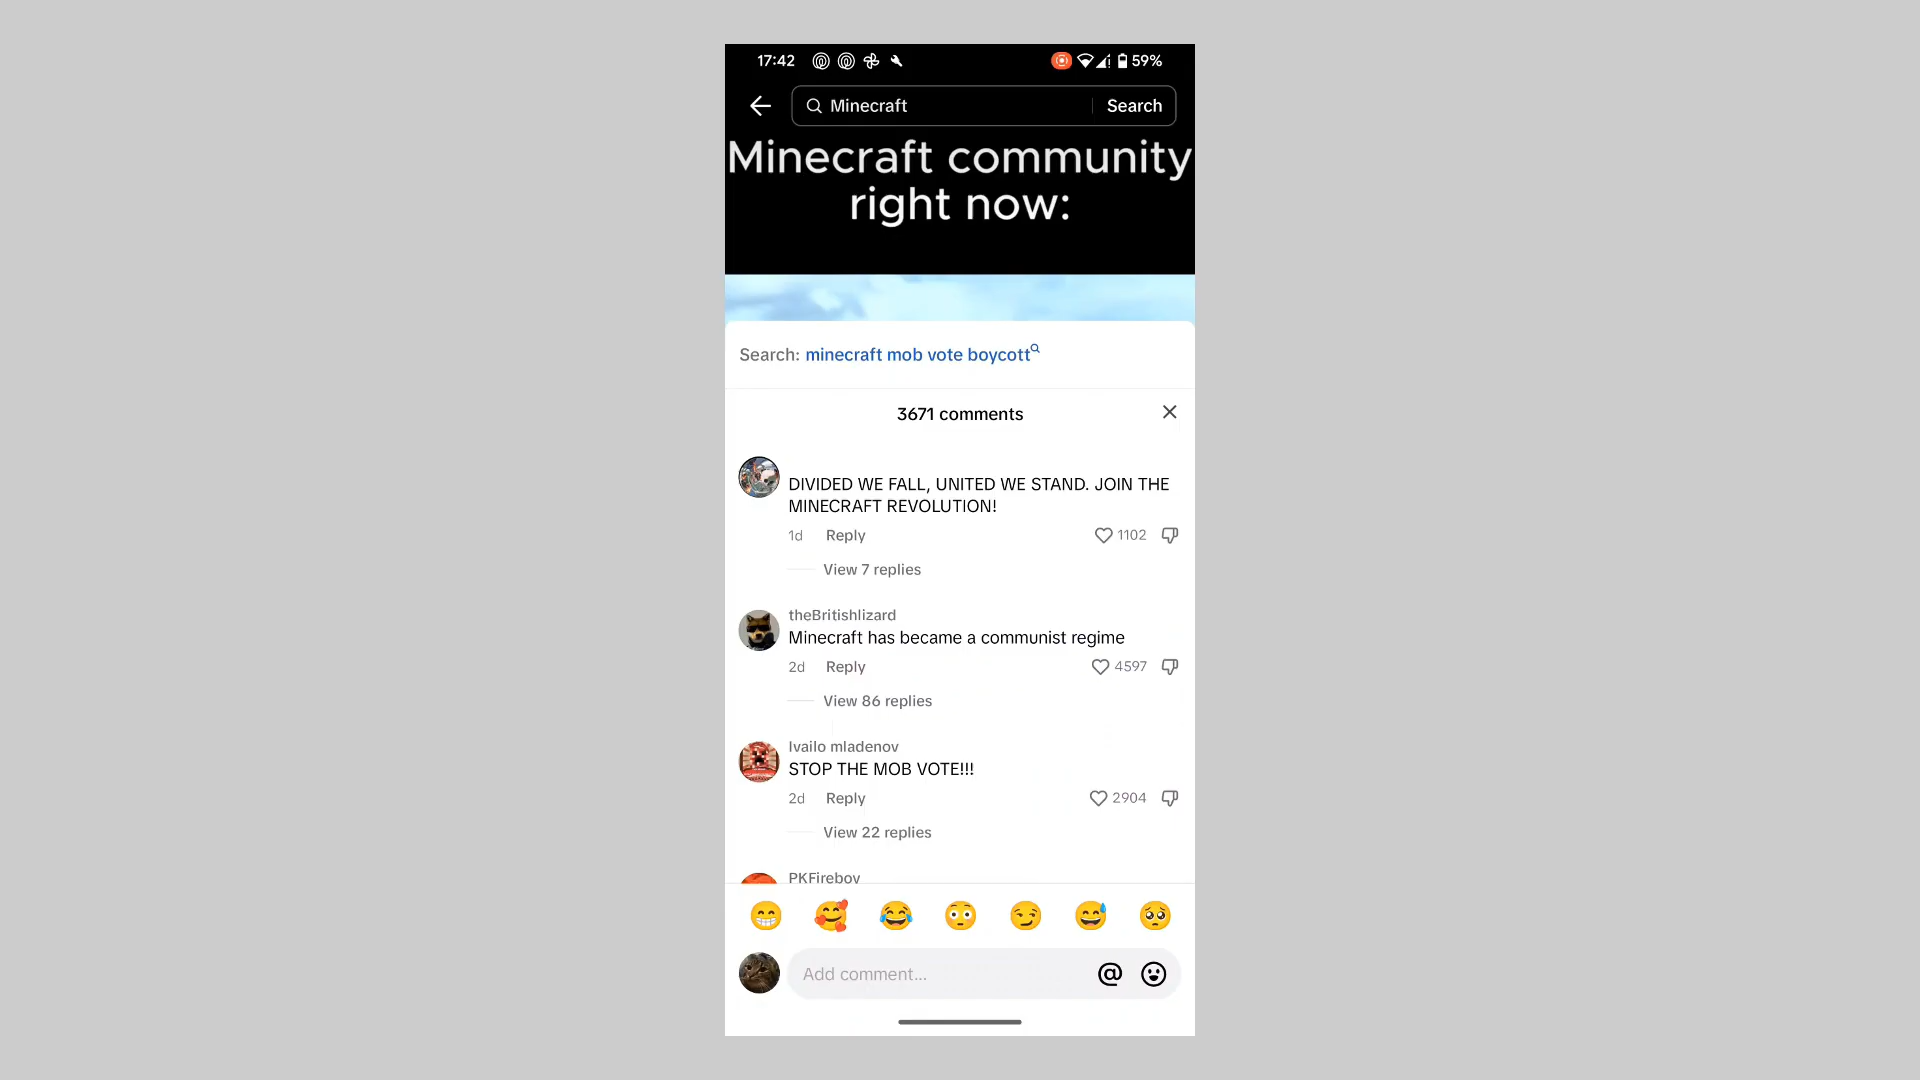 17:42
59%
Minecraft
Search
Minecraft community
right now:
Search: minecraft mob vote boycott
3671 comments
DIVIDED WE FALL, UNITED WE STAND. JOIN THE
MINECRAFT REVOLUTION!
1d Reply 1102
View 7 replies
theBritishlizard
Minecraft has became a communist regime
2d Reply 4597
View 86 replies
Ivailo mladenov
STOP THE MOB VOTE!!!
2d Reply 2904
View 22 replies
PKFireboy
Add comment...
@